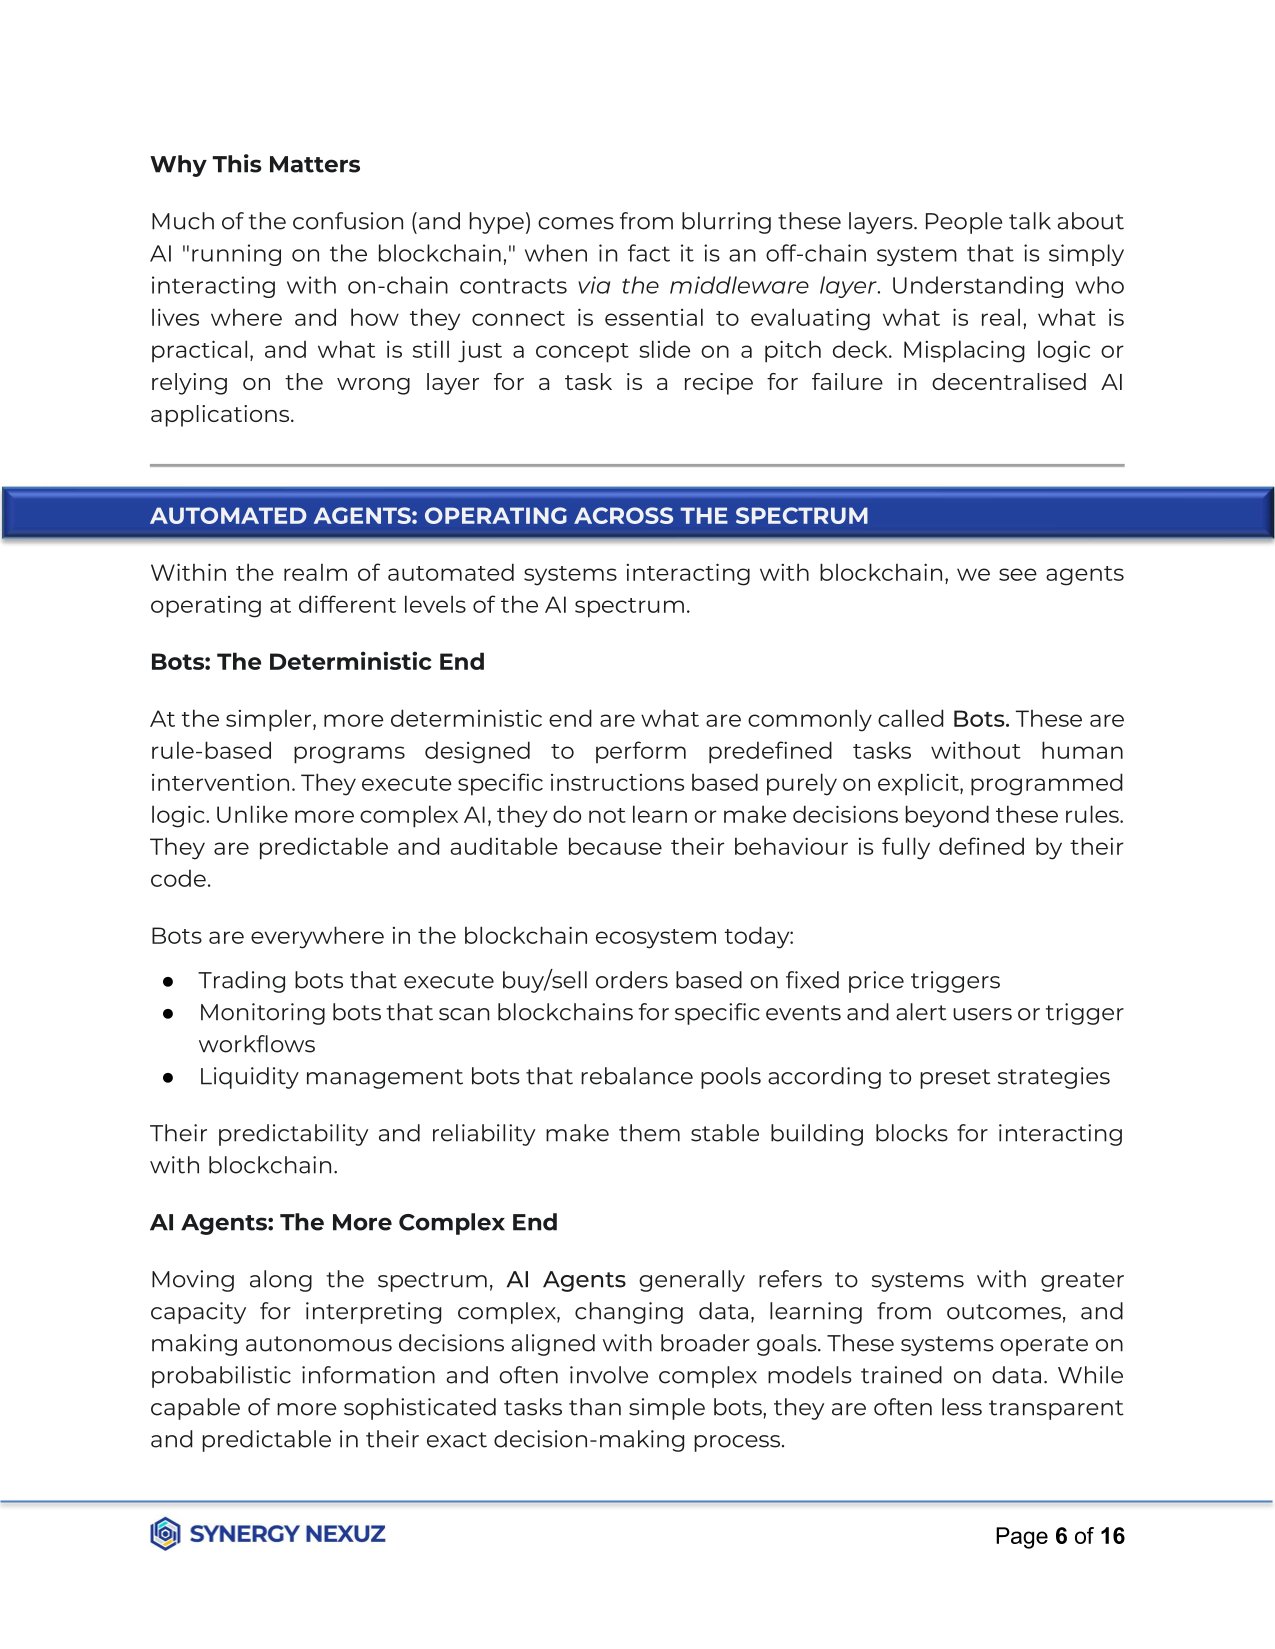 Why This Matters
Much of the confusion (and hype) comes from blurring these layers. People talk about
AI "running on the blockchain," when in fact it is an off-chain system that is simply
interacting with on-chain contracts via the middleware layer. Understanding who
lives where and how they connect is essential to evaluating what is real, what is
practical, and what is still just a concept slide on a pitch deck. Misplacing logic or
relying on the wrong layer for a task is a recipe for failure in decentralised AI
applications.
AUTOMATED AGENTS: OPERATING ACROSS THE SPECTRUM
Within the realm of automated systems interacting with blockchain, we see agents
operating at different levels of the AI spectrum.
Bots: The Deterministic End
At the simpler, more deterministic end are what are commonly called Bots. These are
rule-based programs designed to perform predefined tasks without human
intervention. They execute specific instructions based purely on explicit, programmed
logic. Unlike more complex AI, they do not learn or make decisions beyond these rules.
They are predictable and auditable because their behaviour is fully defined by their
code.
Bots are everywhere in the blockchain ecosystem today:
● Trading bots that execute buy/sell orders based on fixed price triggers
● Monitoring bots that scan blockchains for specific events and alert users or trigger
workflows
● Liquidity management bots that rebalance pools according to preset strategies
Their predictability and reliability make them stable building blocks for interacting
with blockchain.
AI Agents: The More Complex End
Moving along the spectrum, AI Agents generally refers to systems with greater
capacity for interpreting complex, changing data, learning from outcomes, and
making autonomous decisions aligned with broader goals. These systems operate on
probabilistic information and often involve complex models trained on data. While
capable of more sophisticated tasks than simple bots, they are often less transparent
and predictable in their exact decision-making process.
SYNERGY NEXUZ
Page 6 of 16